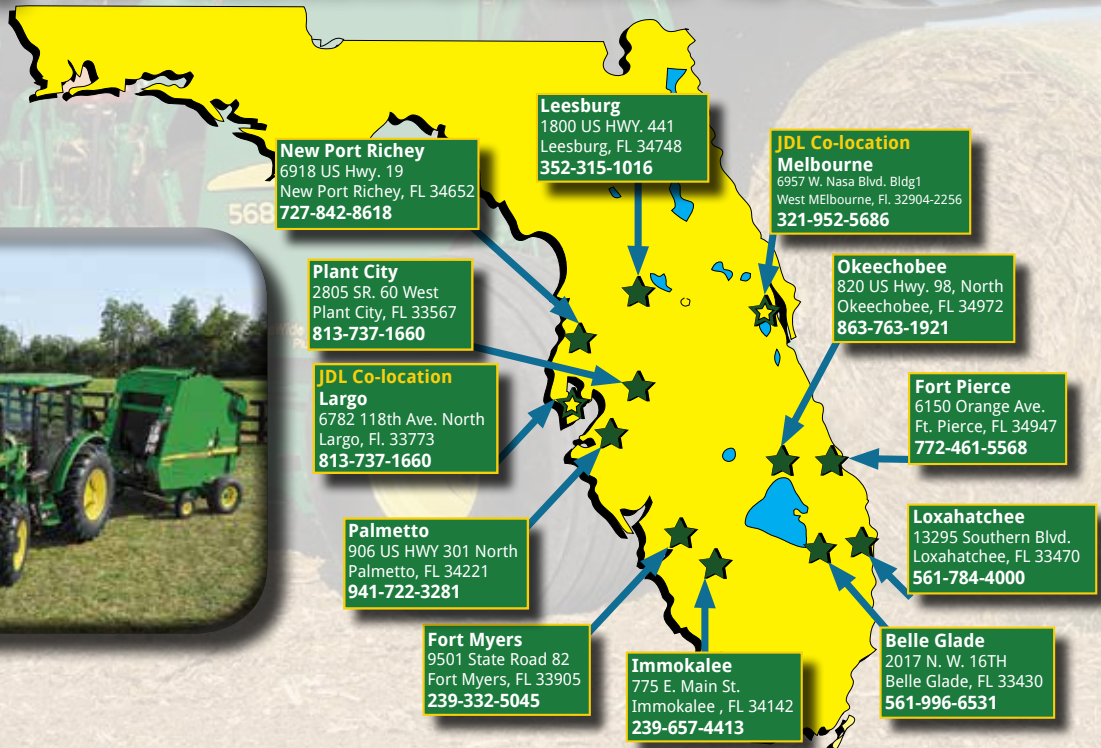 Leesburg
1800 US HWY. 441
Leesburg, FL 34748
352-315-1016
JDL Co-location
Melbourne
6957 W. Nasa Blvd. Bldg1
West MElbourne, Fl. 32904-2256
321-952-5686
New Port Richey
6918 US Hwy. 19
New Port Richey, FL 34652
727-842-8618
568
Plant City
2805 SR. 60 West
Plant City, FL 33567
813-737-1660
Okeechobee
820 US Hwy. 98, North
Okeechobee, FL 34972
863-763-1921
JDL Co-location
Largo
6782 118th Ave. North
Largo, Fl. 33773
813-737-1660
Fort Pierce
6150 Orange Ave.
Ft. Pierce, FL 34947
772-461-5568
Palmetto
906 US HWY 301 North
Palmetto, FL 34221
941-722-3281
Loxahatchee
13295 Southern Blvd.
Loxahatchee, FL 33470
561-784-4000
Fort Myers
9501 State Road 82
Fort Myers, FL 33905
239-332-5045
Immokalee
775 E. Main St.
Immokalee , FL 34142
239-657-4413
Belle Glade
2017 N. W. 16TH
Belle Glade, FL 33430
561-996-6531